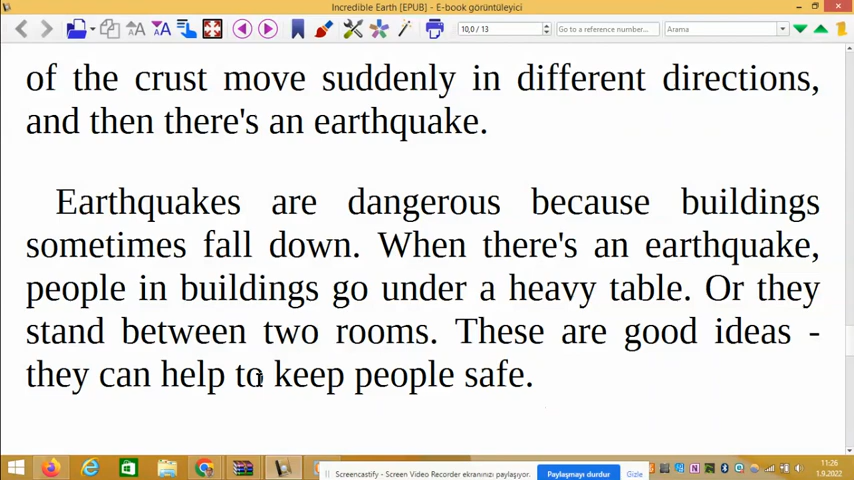 Incredible Earth [EPUB] - E-book görüntüleyici
10,0 / 13
Go to a reference number...
Arama
of the crust move suddenly in different directions,
and then there's an earthquake.
Earthquakes are dangerous because buildings
sometimes fall down. When there's an earthquake,
people in buildings go under a heavy table. Or they
stand between two rooms. These are good ideas -
they can help to keep people safe.
Screencastify - Screen Video Recorder ekranınızı paylaşıyor.
Paylaşmayı durdur
Gizle
11:26
1.9.2022